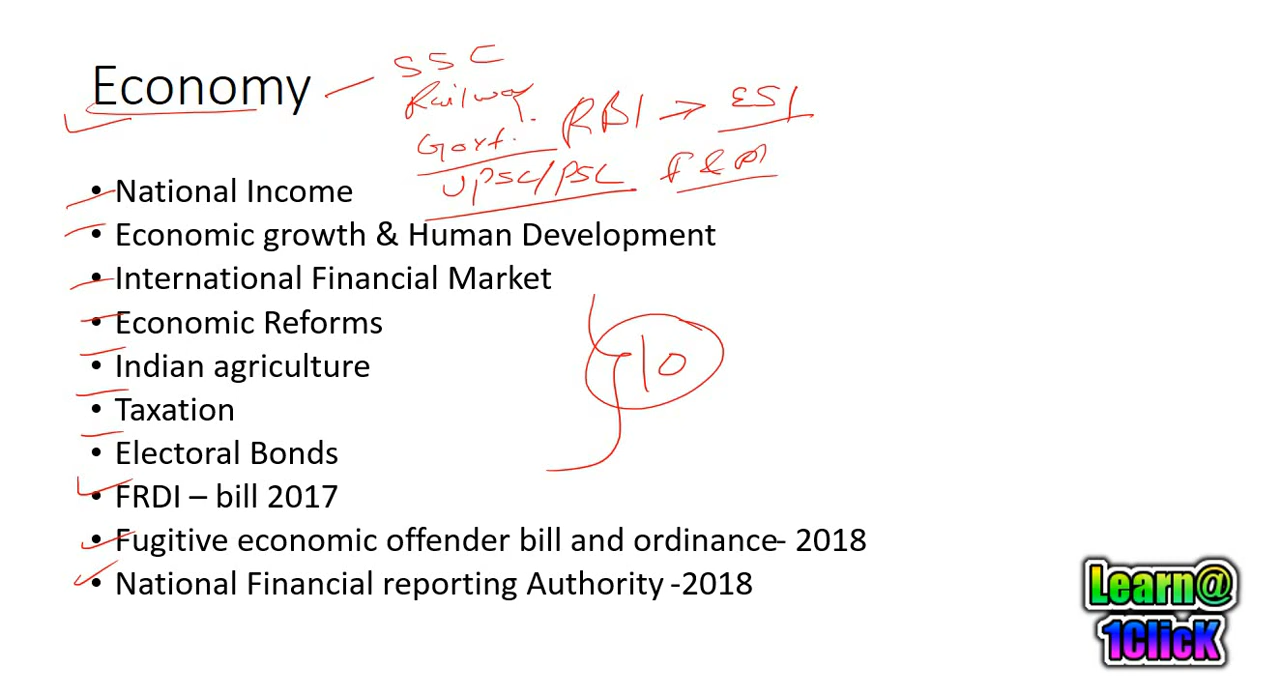 Economy
SSC
Railway
Govt.
RBI → ESI
UPSC/PSC F & M
• National Income
• Economic growth & Human Development
• International Financial Market
• Economic Reforms
10
• Indian agriculture
• Taxation
• Electoral Bonds
• FRDI – bill 2017
• Fugitive economic offender bill and ordinance- 2018
• National Financial reporting Authority -2018
Learn@
1ClicK